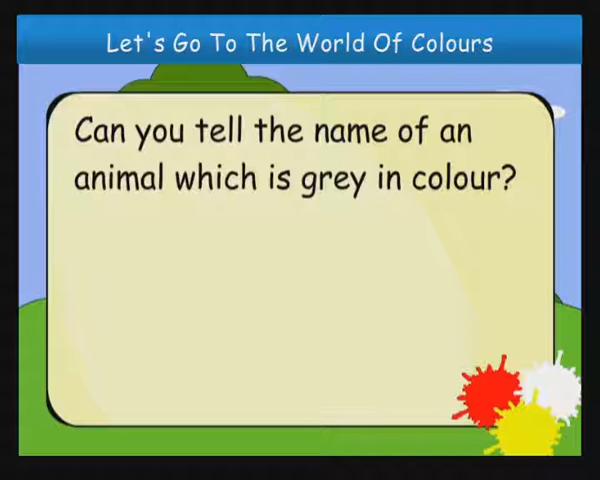 Let's Go To The World Of Colours
Can you tell the name of an
animal which is grey in colour?